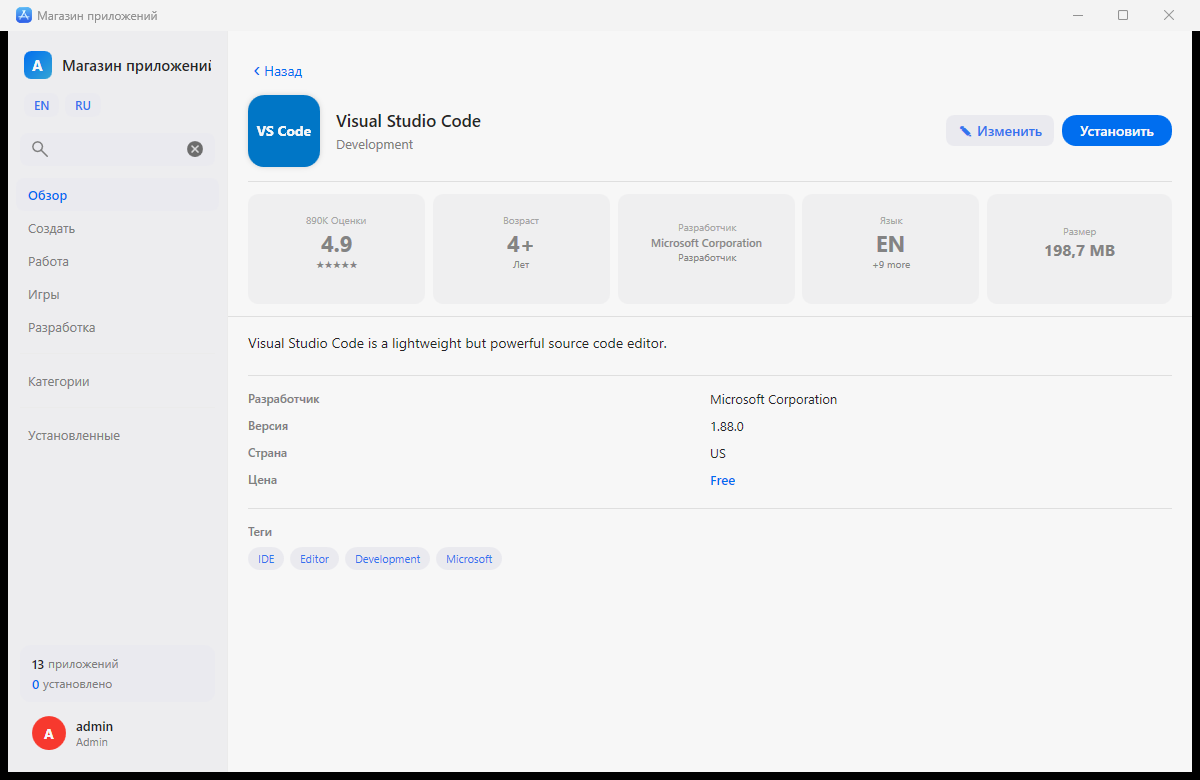 Магазин приложений
A Магазин приложений
EN RU
Обзор
Создать
Работа
Игры
Разработка
Категории
Установленные
13 приложений
0 установлено
A
admin
Admin
Назад
VS Code
Visual Studio Code
Development
Изменить
Установить
890K Оценки
4.9
★★★★★
Возраст
4+
Лет
Разработчик
Microsoft Corporation
Разработчик
Язык
EN
+9 more
Размер
198,7 MB
Visual Studio Code is a lightweight but powerful source code editor.
Разработчик Microsoft Corporation
Версия 1.88.0
Страна US
Цена Free
Теги
IDE Editor Development Microsoft